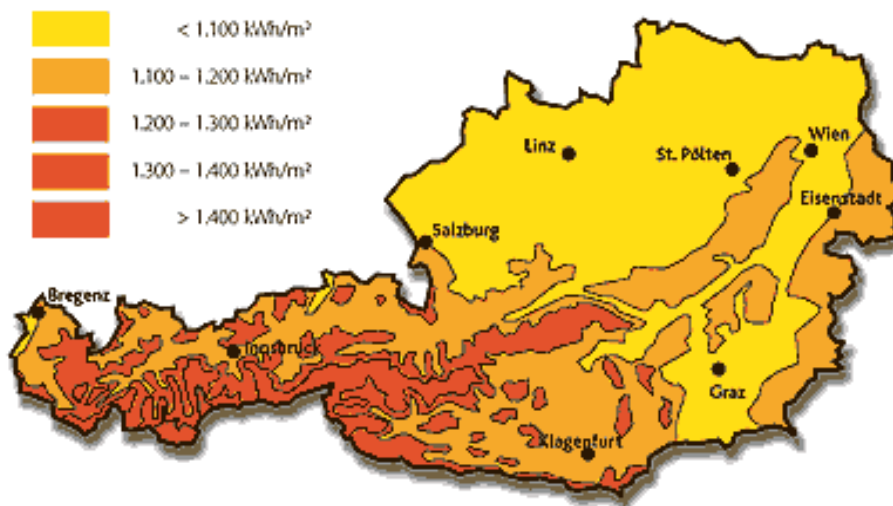 < 1.100 kWh/m²
1.100 – 1.200 kWh/m²
1.200 – 1.300 kWh/m²
1.300 – 1.400 kWh/m²
> 1.400 kWh/m²
Linz
St. Pölten
Wien
Eisenstadt
Salzburg
Bregenz
Innsbruck
Graz
Klagenfurt